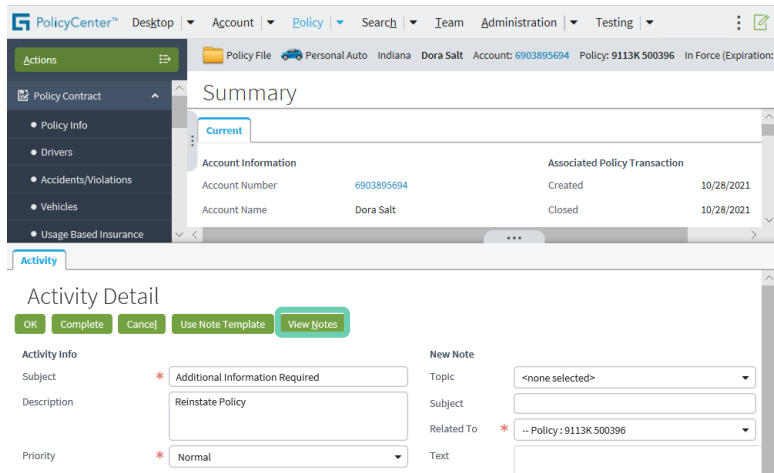 PolicyCenter™ Desktop Account Policy Search Team Administration Testing
Actions
Policy File Personal Auto Indiana Dora Salt Account: 6903895694 Policy: 9113K 500396 In Force (Expiration:
Policy Contract
Summary
Policy Info
Current
Drivers
Account Information Associated Policy Transaction
Accidents/Violations
Account Number 6903895694 Created 10/28/2021
Vehicles
Account Name Dora Salt Closed 10/28/2021
Usage Based Insurance
Activity
Activity Detail
OK Complete Cancel Use Note Template View Notes
Activity Info New Note
Subject * Additional Information Required Topic <none selected>
Description Reinstate Policy Subject
Related To * -- Policy : 9113K 500396
Priority * Normal Text